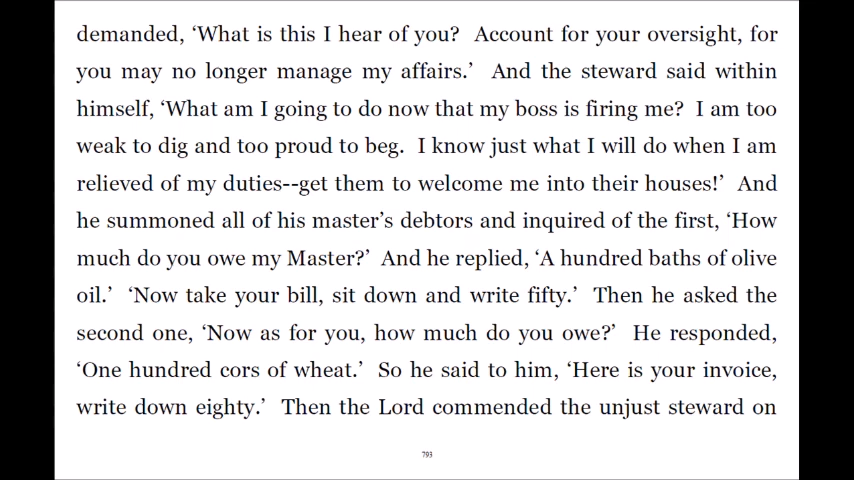 demanded, ‘What is this I hear of you?  Account for your oversight, for
you may no longer manage my affairs.’  And the steward said within
himself, ‘What am I going to do now that my boss is firing me?  I am too
weak to dig and too proud to beg.  I know just what I will do when I am
relieved of my duties--get them to welcome me into their houses!’  And
he summoned all of his master’s debtors and inquired of the first, ‘How
much do you owe my Master?’  And he replied, ‘A hundred baths of olive
oil.’  ‘Now take your bill, sit down and write fifty.’  Then he asked the
second one, ‘Now as for you, how much do you owe?’  He responded,
‘One hundred cors of wheat.’  So he said to him, ‘Here is your invoice,
write down eighty.’  Then the Lord commended the unjust steward on
793